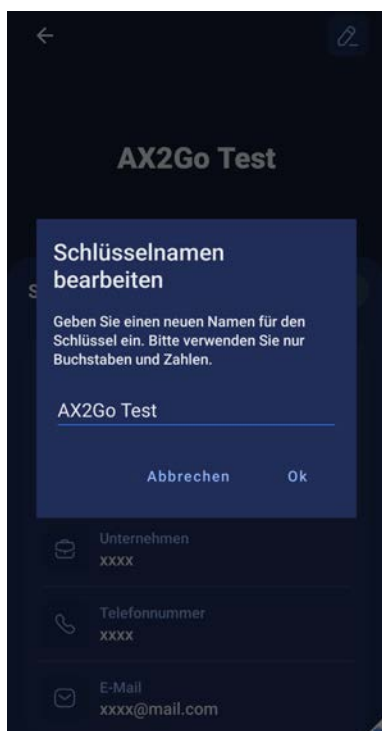 AX2Go Test
Schlüsselnamen
bearbeiten
S
Geben Sie einen neuen Namen für den
Schlüssel ein. Bitte verwenden Sie nur
Buchstaben und Zahlen.
AX2Go Test
Abbrechen Ok
Unternehmen
xxxx
Telefonnummer
xxxx
E-Mail
xxxx@mail.com